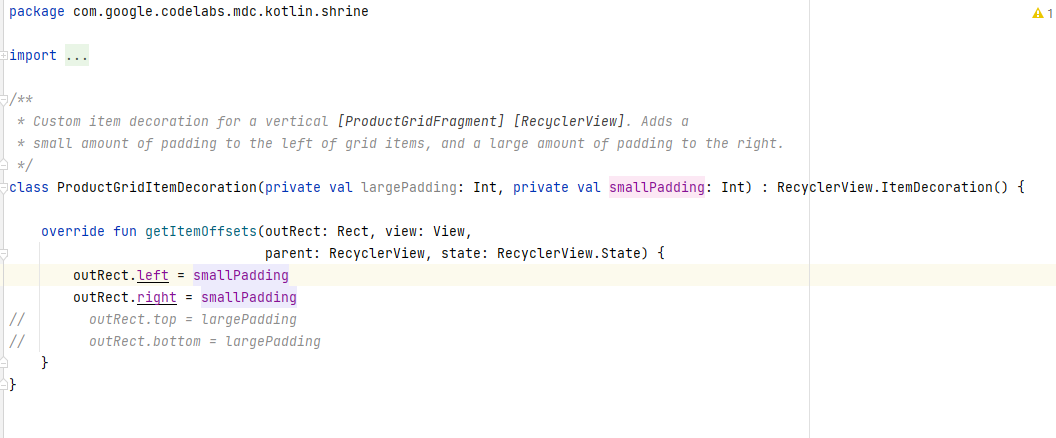 package com.google.codelabs.mdc.kotlin.shrine
1
import ...
/**
* Custom item decoration for a vertical [ProductGridFragment] [RecyclerView]. Adds a
* small amount of padding to the left of grid items, and a large amount of padding to the right.
*/
class ProductGridItemDecoration(private val largePadding: Int, private val smallPadding: Int) : RecyclerView.ItemDecoration() {
override fun getItemOffsets(outRect: Rect, view: View,
parent: RecyclerView, state: RecyclerView.State) {
outRect.left = smallPadding
outRect.right = smallPadding
// outRect.top = largePadding
// outRect.bottom = largePadding
}
}